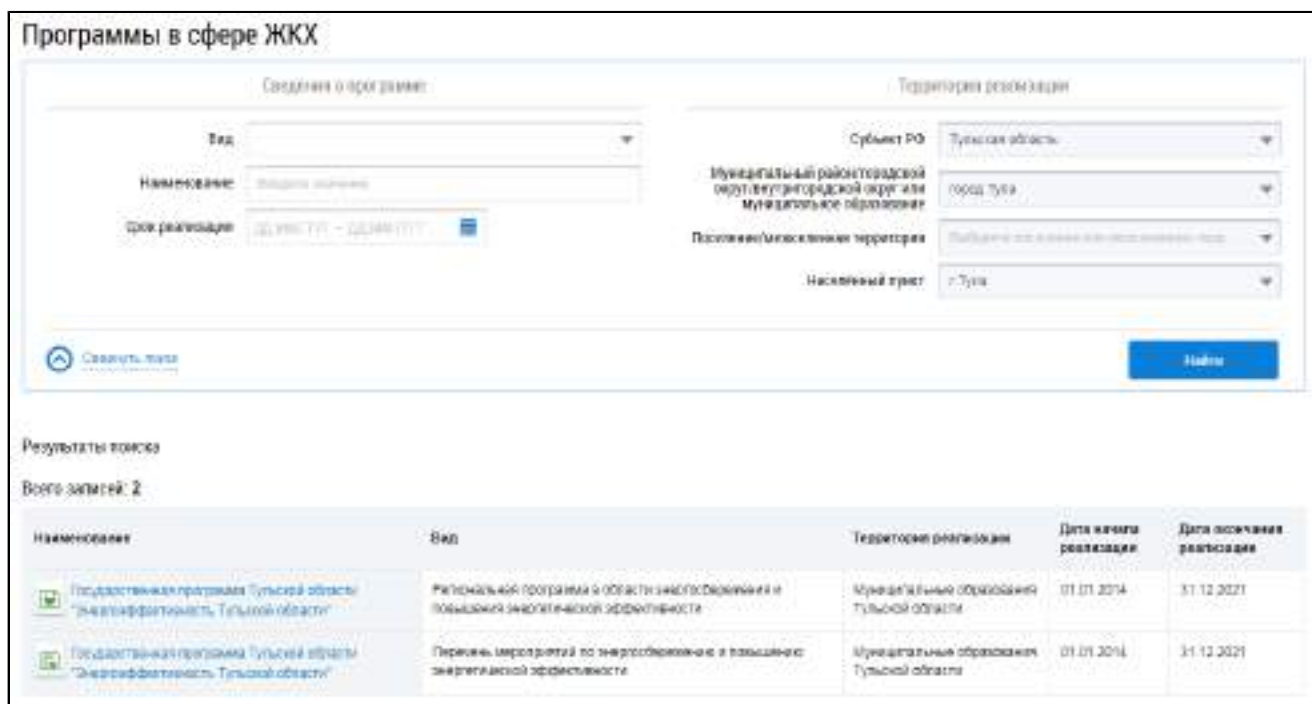 Программы в сфере ЖКХ
Сведения о программе
Территория реализации
Вид
Субъект РФ
Тульская область
Наименование
Введите значение
Муниципальный район/городской
округ/внутригородской округ или
муниципальное образование
город Тула
Срок реализации
Поселение/межселенная территория
Населенный пункт
г. Тула
Свернуть поиск
Найти
Результаты поиска
Всего записей: 2
Наименование
Вид
Территория реализации
Дата начала
реализации
Дата окончания
реализации
Государственная программа Тульской области
"Энергоэффективность Тульской области"
Региональная программа в области энергосбережения и
повышения энергетической эффективности
Муниципальные образования
Тульской области
01.01.2014
31.12.2021
Государственная программа Тульской области
"Энергоэффективность Тульской области"
Перечень мероприятий по энергосбережению и повышению
энергетической эффективности
Муниципальные образования
Тульской области
01.01.2014
31.12.2021